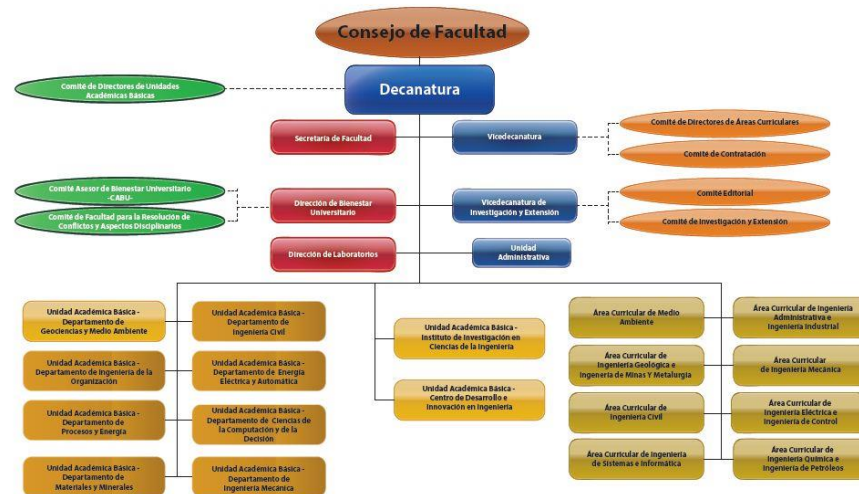 Consejo de Facultad
Decanatura
Comité de Directores de Unidades
Académicas Básicas
Secretaría de Facultad
Vicedecanatura
Comité de Directores de Áreas Curriculares
Comité de Contratación
Comité Asesor de Bienestar Universitario
-CABU-
Comité de Facultad para la Resolución de
Conflictos y Aspectos Disciplinarios
Dirección de Bienestar
Universitario
Vicedecanatura de
Investigación y Extensión
Comité Editorial
Comité de Investigación y Extensión
Dirección de Laboratorios
Unidad
Administrativa
Unidad Académica Básica -
Departamento de
Geociencias y Medio Ambiente
Unidad Académica Básica -
Departamento de
Ingeniería Civil
Unidad Académica Básica -
Departamento de Ingeniería de la
Organización
Unidad Académica Básica -
Departamento de Energía
Eléctrica y Automática
Unidad Académica Básica -
Departamento de
Procesos y Energía
Unidad Académica Básica -
Departamento de Ciencias de
la Computación y de la
Decisión
Unidad Académica Básica -
Departamento de
Materiales y Minerales
Unidad Académica Básica -
Departamento de
Ingeniería Mecánica
Unidad Académica Básica -
Instituto de Investigación en
Ciencias de la Ingeniería
Unidad Académica Básica -
Centro de Desarrollo e
Innovación en Ingeniería
Área Curricular de Medio
Ambiente
Área Curricular de Ingeniería
Administrativa e
Ingeniería Industrial
Área Curricular de
Ingeniería Geológica e
Ingenería de Minas Y Metalurgia
Área Curricular
de Ingeniería Mecánica
Área Curricular de
Ingeniería Civil
Área Curricular de
Ingeniería Eléctrica e
Ingeniería de Control
Área Curricular de Ingeniería
de Sistemas e Informática
Área Curricular de
Ingeniería Química e
Ingeniería de Petróleos